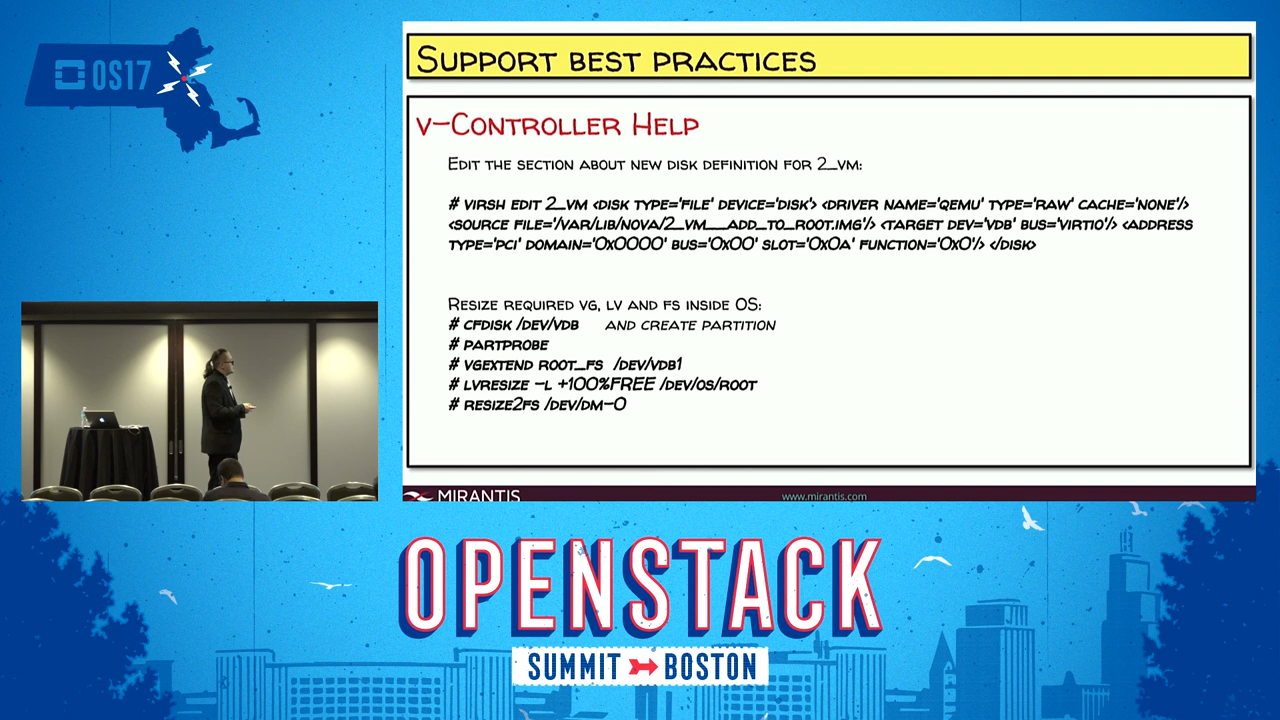 OS17
SUPPORT BEST PRACTICES
V-CONTROLLER HELP
EDIT THE SECTION ABOUT NEW DISK DEFINITION FOR 2_VM:
# VIRSH EDIT 2_VM <DISK TYPE='FILE' DEVICE='DISK'> <DRIVER NAME='QEMU' TYPE='RAW' CACHE='NONE'/>
<SOURCE FILE='/VAR/LIB/NOVA/2_VM__ADD_TO_ROOT.IMG'/> <TARGET DEV='VDB' BUS='VIRTIO'/> <ADDRESS
TYPE='PCI' DOMAIN='0X0000' BUS='0X00' SLOT='0X0A' FUNCTION='0X0'/> </DISK>
RESIZE REQUIRED VG, LV AND FS INSIDE OS:
# CFDISK /DEV/VDB AND CREATE PARTITION
# PARTPROBE
# VGEXTEND ROOT_FS /DEV/VDB1
# LVRESIZE -L +100%FREE /DEV/OS/ROOT
# RESIZE2FS /DEV/DM-0
MIRANTIS www.mirantis.com
OPENSTACK
SUMMIT BOSTON